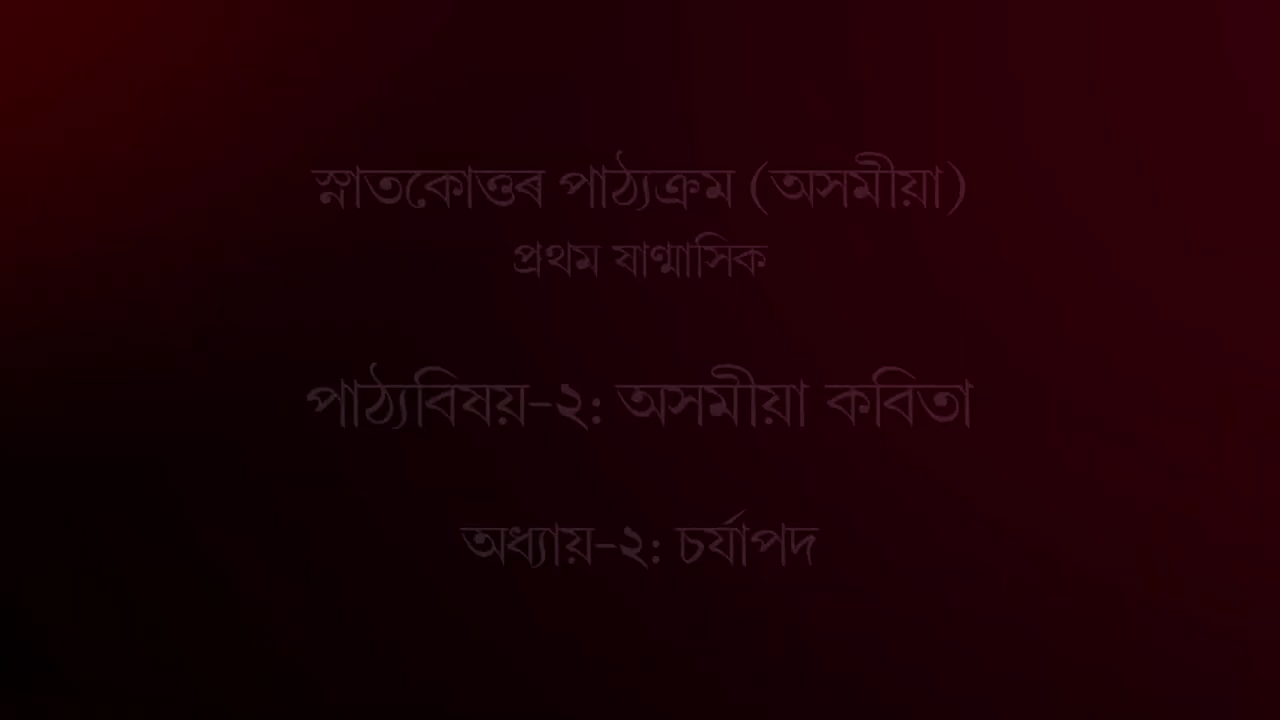 স্নাতকোত্তৰ পাঠ্যক্ৰম (অসমীয়া)
প্ৰথম ষাণ্মাসিক
পাঠ্যবিষয়-২: অসমীয়া কবিতা
অধ্যায়-২: চৰ্যাপদ